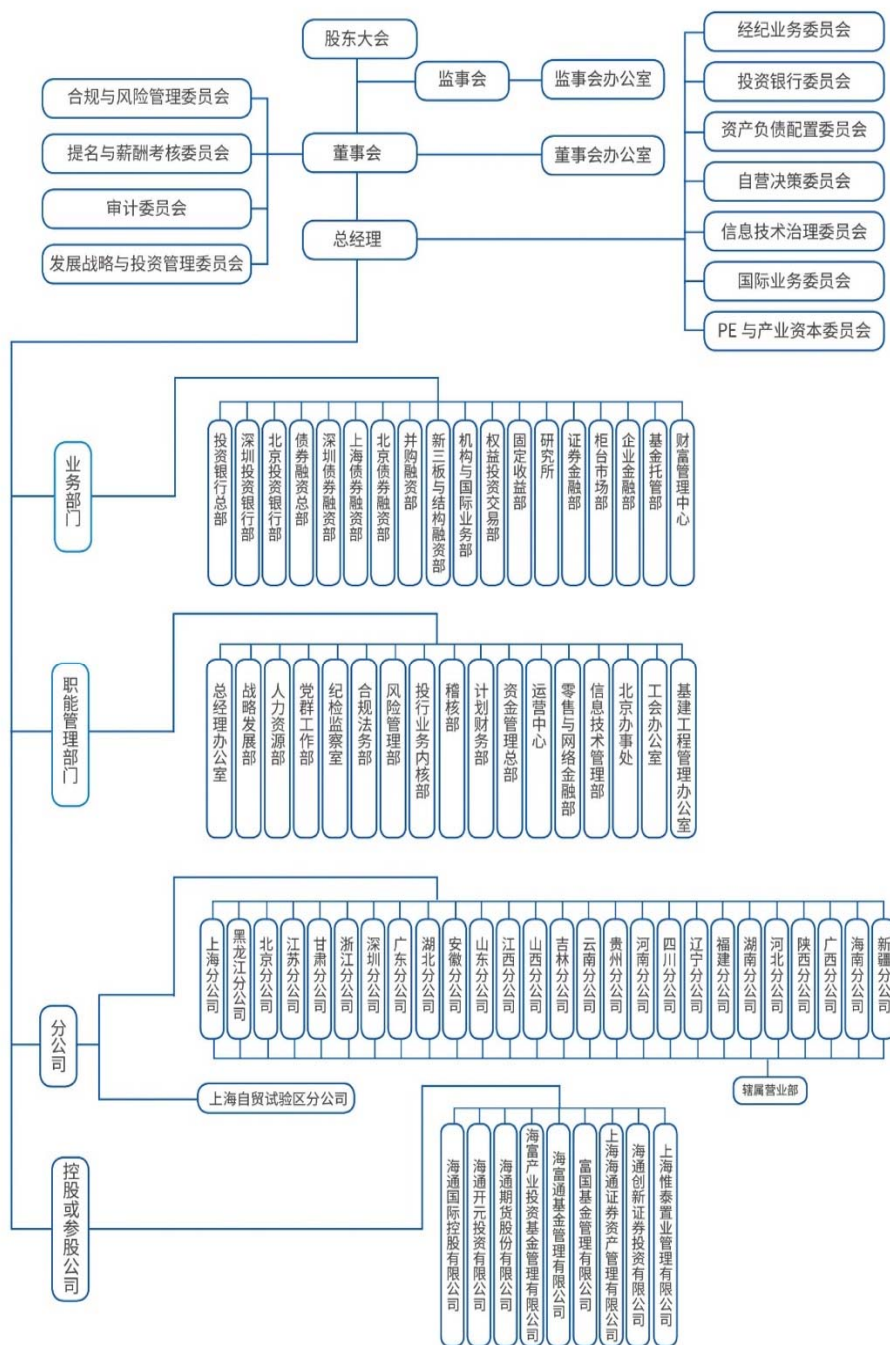 股东大会
监事会
监事会办公室
董事会
董事会办公室
总经理
合规与风险管理委员会
提名与薪酬考核委员会
审计委员会
发展战略与投资管理委员会
经纪业务委员会
投资银行委员会
资产负债配置委员会
自营决策委员会
信息技术治理委员会
国际业务委员会
PE 与产业资本委员会
业务部门
投资银行总部
深圳投资银行部
北京投资银行部
债券融资总部
深圳债券融资部
上海债券融资部
北京债券融资部
并购融资部
新三板与结构融资部
机构与国际业务部
权益投资交易部
固定收益部
研究所
证券金融部
柜台市场部
企业金融部
基金托管部
财富管理中心
职能管理部门
总经理办公室
战略发展部
人力资源部
党群工作部
纪检监察室
合规法务部
风险管理部
投行业务内核部
稽核部
计划财务部
资金管理总部
运营中心
零售与网络金融部
信息技术管理部
北京办事处
工会办公室
基建工程管理办公室
分公司
上海分公司
黑龙江分公司
北京分公司
江苏分公司
甘肃分公司
浙江分公司
深圳分公司
广东分公司
湖北分公司
安徽分公司
山东分公司
江西分公司
山西分公司
吉林分公司
云南分公司
贵州分公司
河南分公司
四川分公司
辽宁分公司
福建分公司
湖南分公司
河北分公司
陕西分公司
广西分公司
海南分公司
新疆分公司
辖属营业部
上海自贸试验区分公司
控股或参股公司
海通国际控股有限公司
海通开元投资有限公司
海通期货股份有限公司
海富产业投资基金管理有限公司
海富通基金管理有限公司
富国基金管理有限公司
上海海通证券资产管理有限公司
海通创新证券投资有限公司
上海惟泰置业管理有限公司